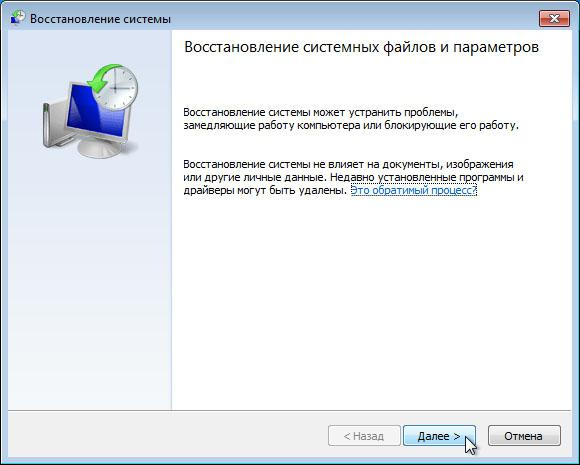 Восстановление системы
Восстановление системных файлов и параметров
Восстановление системы может устранить проблемы,
замедляющие работу компьютера или блокирующие его работу.
Восстановление системы не влияет на документы, изображения
или другие личные данные. Недавно установленные программы и
драйверы могут быть удалены. Это обратимый процесс?
< Назад Далее > Отмена